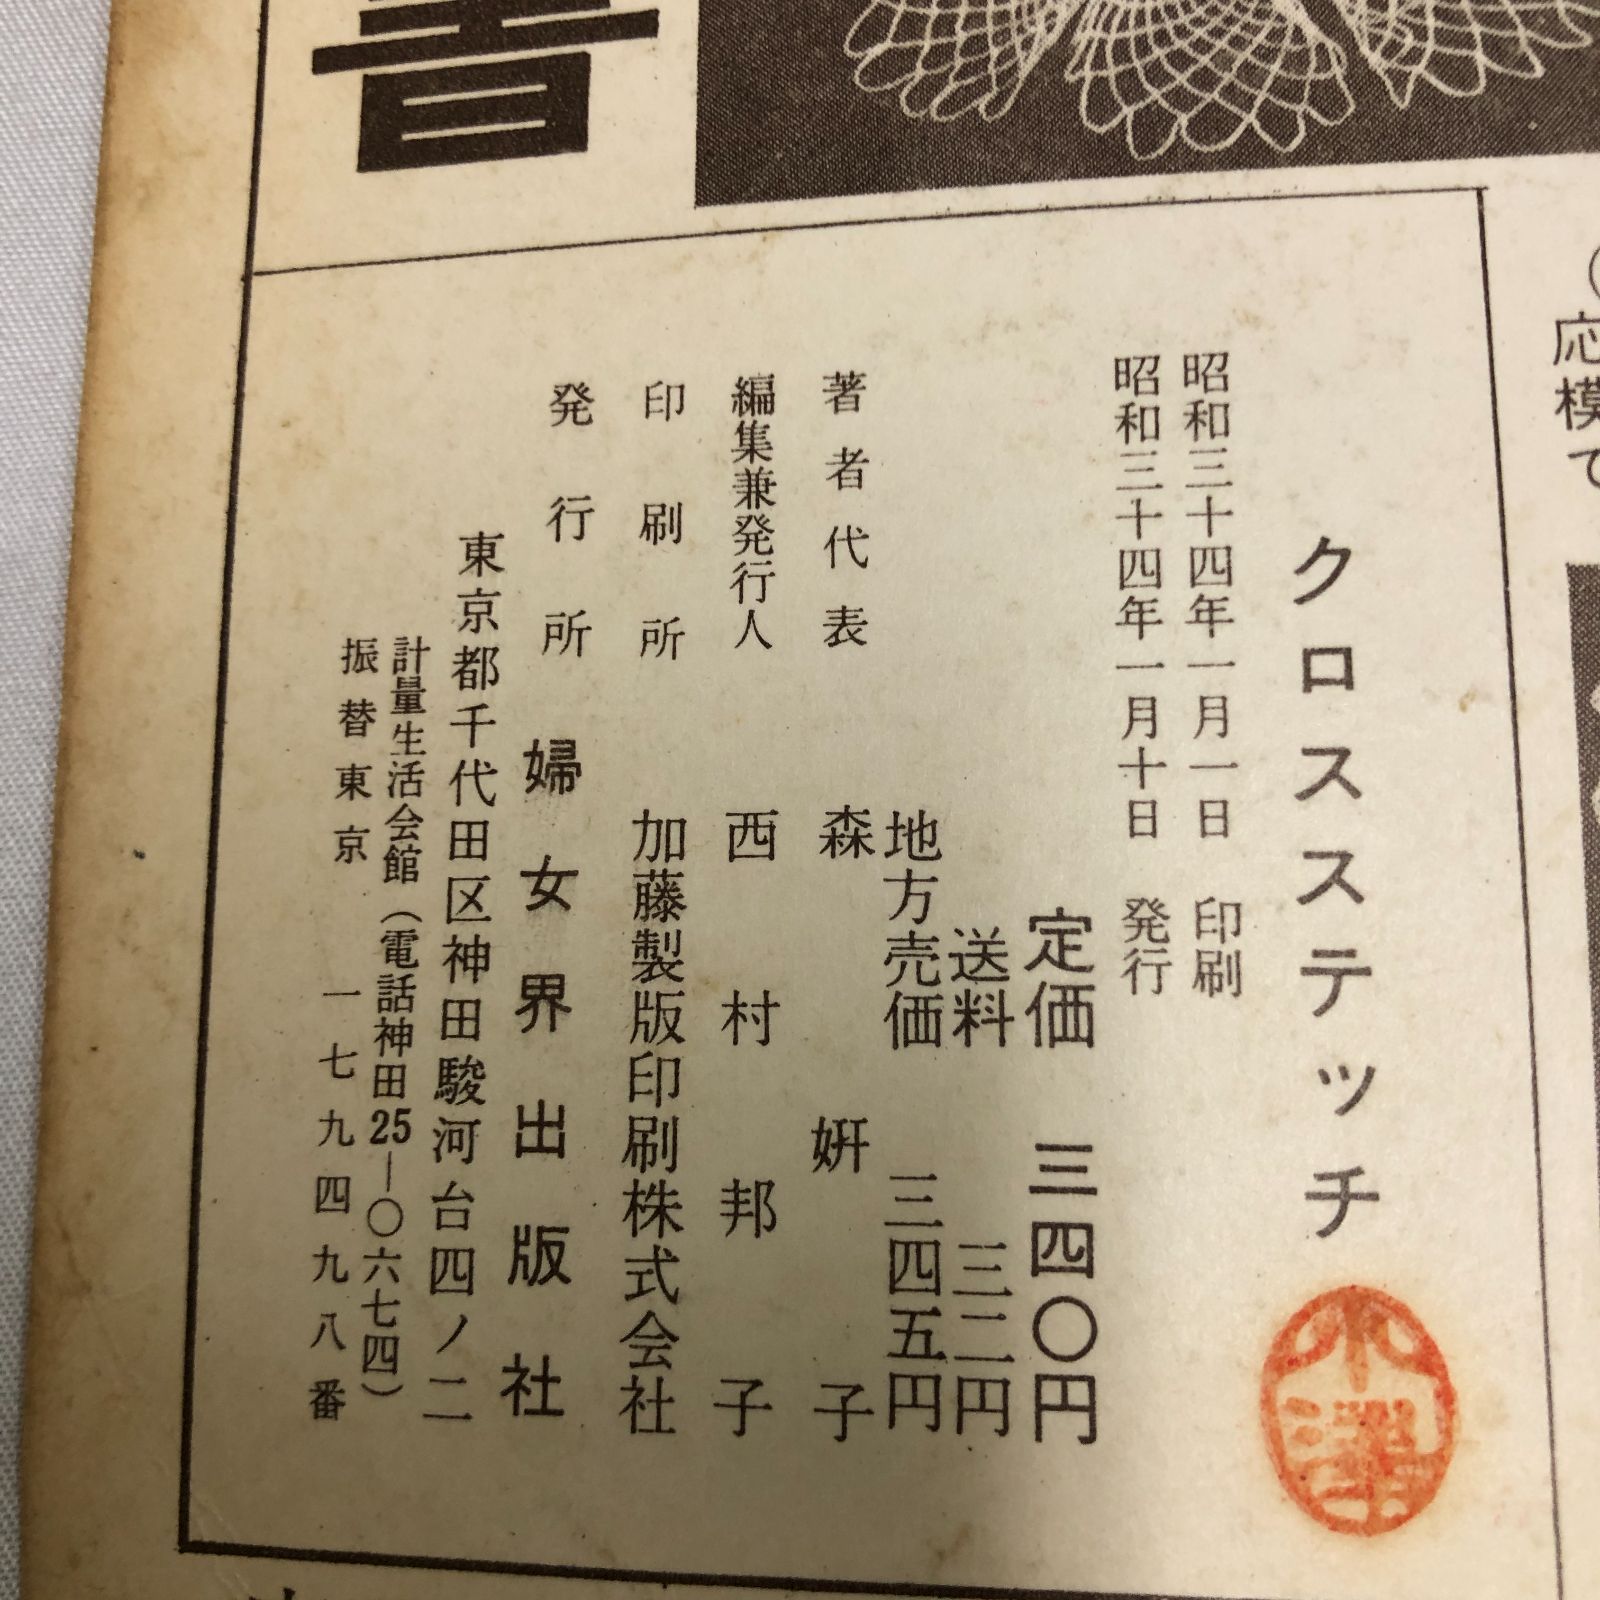 書
応
模
て
クロスステッチ
昭和三十四年一月一日 印刷
昭和三十四年一月十日 発行
定価 三四〇円
送料 三二円
地方売価 三四五円
著者代表 森 姸 子
編集兼発行人 西 村 邦 子
印刷所 加藤製版印刷株式会社
発行所 婦女界出版社
東京都千代田区神田駿河台四ノ二
計量生活会館（電話神田25―〇六七四）
振替東京 一七九四九八番